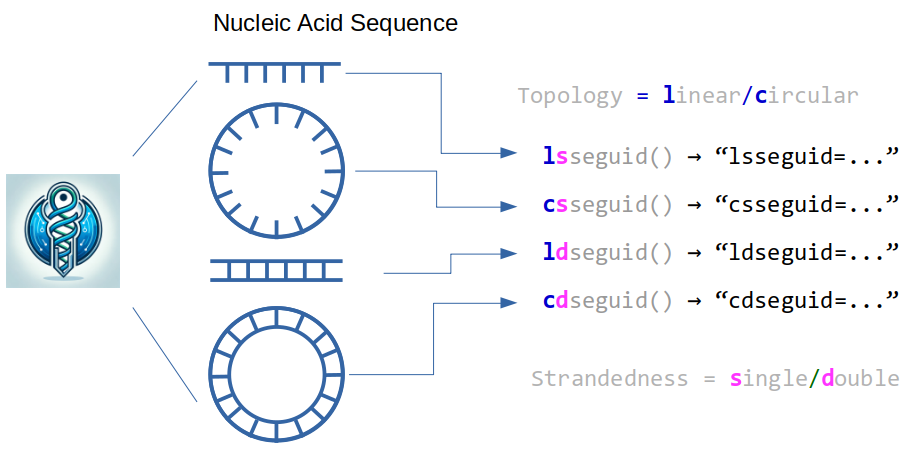 Nucleic Acid Sequence
Topology = linear/circular
lsseguid() → “lsseguid=...”
csseguid() → “csseguid=...”
ldseguid() → “ldseguid=...”
cdseguid() → “cdseguid=...”
Strandedness = single/double